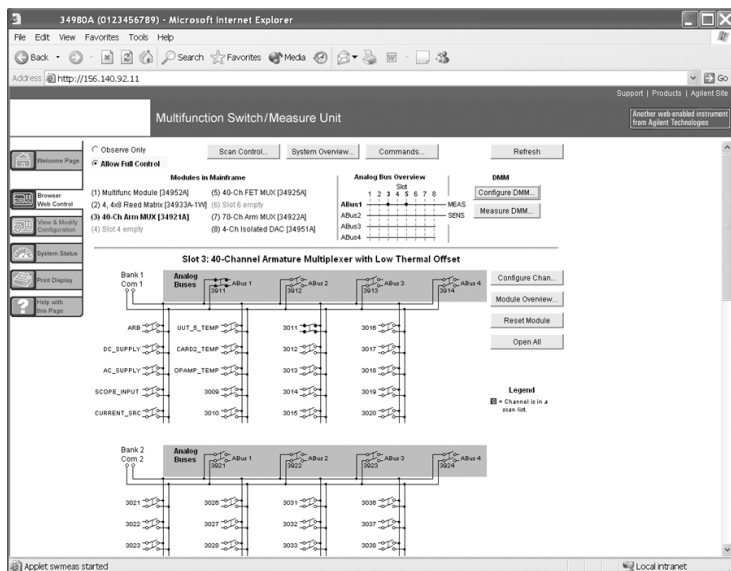 34980A (0123456789) - Microsoft Internet Explorer
File Edit View Favorites Tools Help
Back Search Favorites Media
Address http://156.140.92.11 Go
Support | Products | Agilent Site
Multifunction Switch/Measure Unit
Another web-enabled instrument
from Agilent Technologies
Welcome Page
Browser
Web Control
View & Modify
Configuration
System Status
Print Display
Help with
this Page
Observe Only
Allow Full Control
Scan Control... System Overview... Commands... Refresh
Modules in Mainframe
(1) Multifunc Module [34952A] (5) 40-Ch FET MUX [34925A]
(2) 4, 4x8 Reed Matrix [34933A-1W] (6) Slot 6 empty
(3) 40-Ch Arm MUX [34921A] (7) 70-Ch Arm MUX [34922A]
(4) Slot 4 empty (8) 4-Ch Isolated DAC [34951A]
Analog Bus Overview
Slot
1 2 3 4 5 6 7 8
ABus1 MEAS
ABus2 SENS
ABus3
ABus4
DMM
Configure DMM...
Measure DMM...
Slot 3: 40-Channel Armature Multiplexer with Low Thermal Offset
Bank 1
Com 1
Analog
Buses
ABus 1 ABus 2 ABus 3 ABus 4
3911 3912 3913 3914
ARB UUT_5_TEMP 3011 3016
DC_SUPPLY CARD2_TEMP 3012 3017
AC_SUPPLY OPAMP_TEMP 3013 3018
SCOPE_INPUT 3009 3014 3019
CURRENT_SRC 3010 3015 3020
Configure Chan...
Module Overview...
Reset Module
Open All
Legend
S = Channel is in a
scan list.
Bank 2
Com 2
Analog
Buses
ABus 1 ABus 2 ABus 3 ABus 4
3921 3922 3923 3924
3021 3026 3031 3036
3022 3027 3032 3037
3023 3028 3033 3038
Applet swmeas started
Local intranet